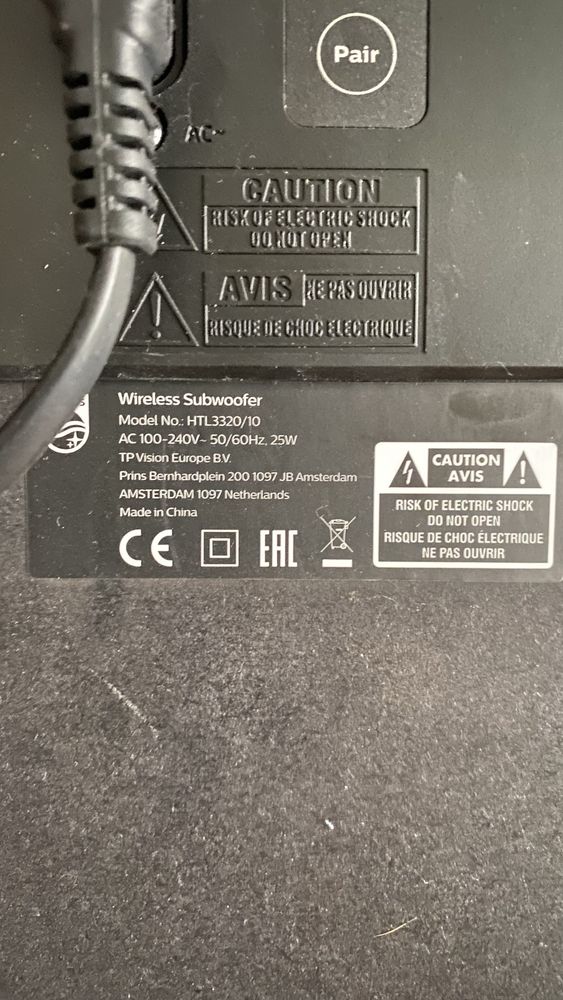 Pair
AC~
CAUTION
RISK OF ELECTRIC SHOCK
DO NOT OPEN
AVIS NE PAS OUVRIR
RISQUE DE CHOC ELECTRIQUE
Wireless Subwoofer
Model No.: HTL3320/10
AC 100-240V~ 50/60Hz, 25W
TP Vision Europe B.V.
Prins Bernhardplein 200 1097 JB Amsterdam
AMSTERDAM 1097 Netherlands
Made in China
CE EAC
CAUTION
AVIS
RISK OF ELECTRIC SHOCK
DO NOT OPEN
RISQUE DE CHOC ÉLECTRIQUE
NE PAS OUVRIR